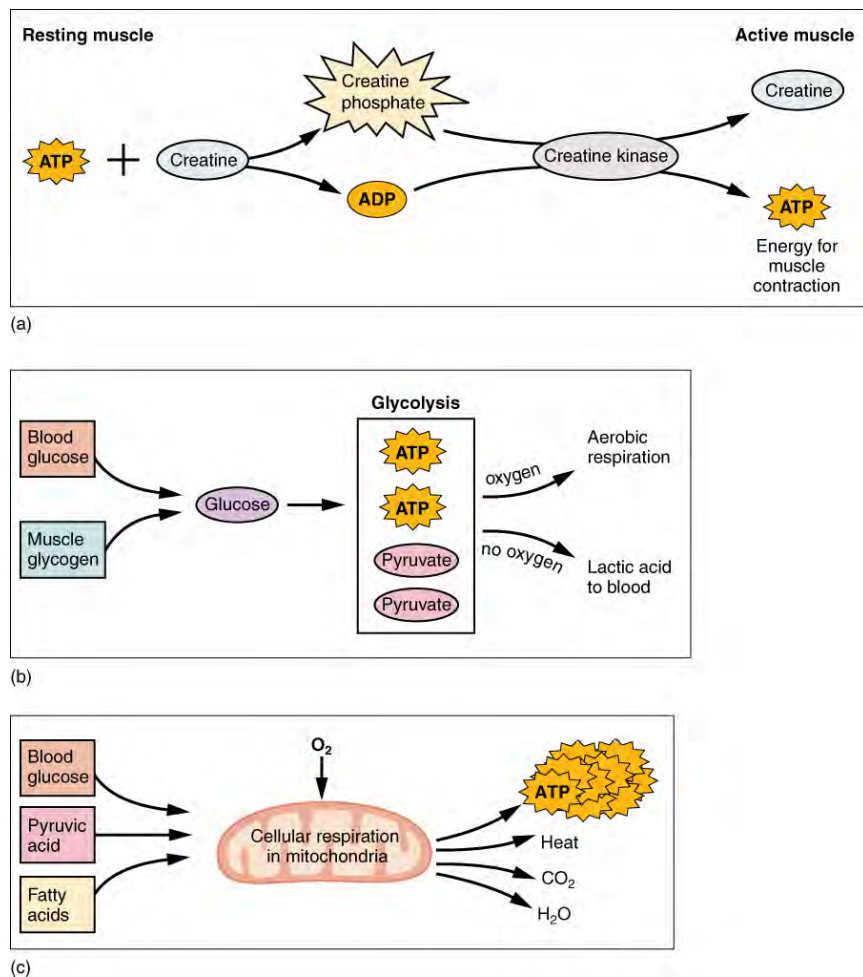 Resting muscle
Active muscle
Creatine
phosphate
Creatine
ATP
+
Creatine
Creatine kinase
ADP
ATP
Energy for
muscle
contraction
(a)
Glycolysis
Blood
glucose
ATP
oxygen
Aerobic
respiration
Glucose
ATP
Muscle
glycogen
Pyruvate
no oxygen
Lactic acid
to blood
Pyruvate
(b)
Blood
glucose
O₂
ATP
Pyruvic
acid
Cellular respiration
in mitochondria
Heat
CO₂
Fatty
acids
H₂O
(c)